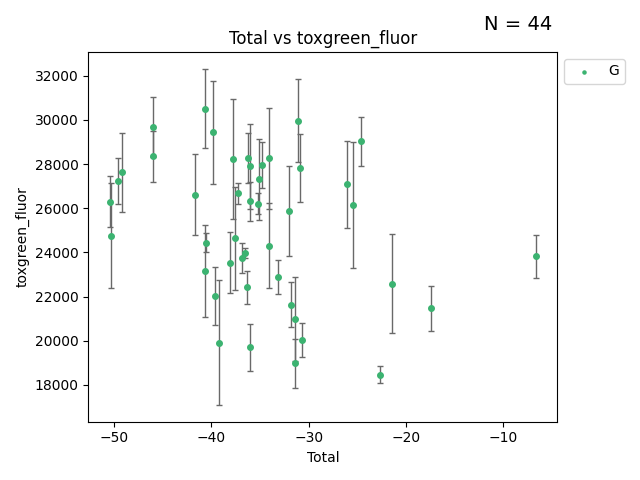 N = 44
Total vs toxgreen_fluor
G
toxgreen_fluor
32000
30000
28000
26000
24000
22000
20000
18000
−50 −40 −30 −20 −10
Total